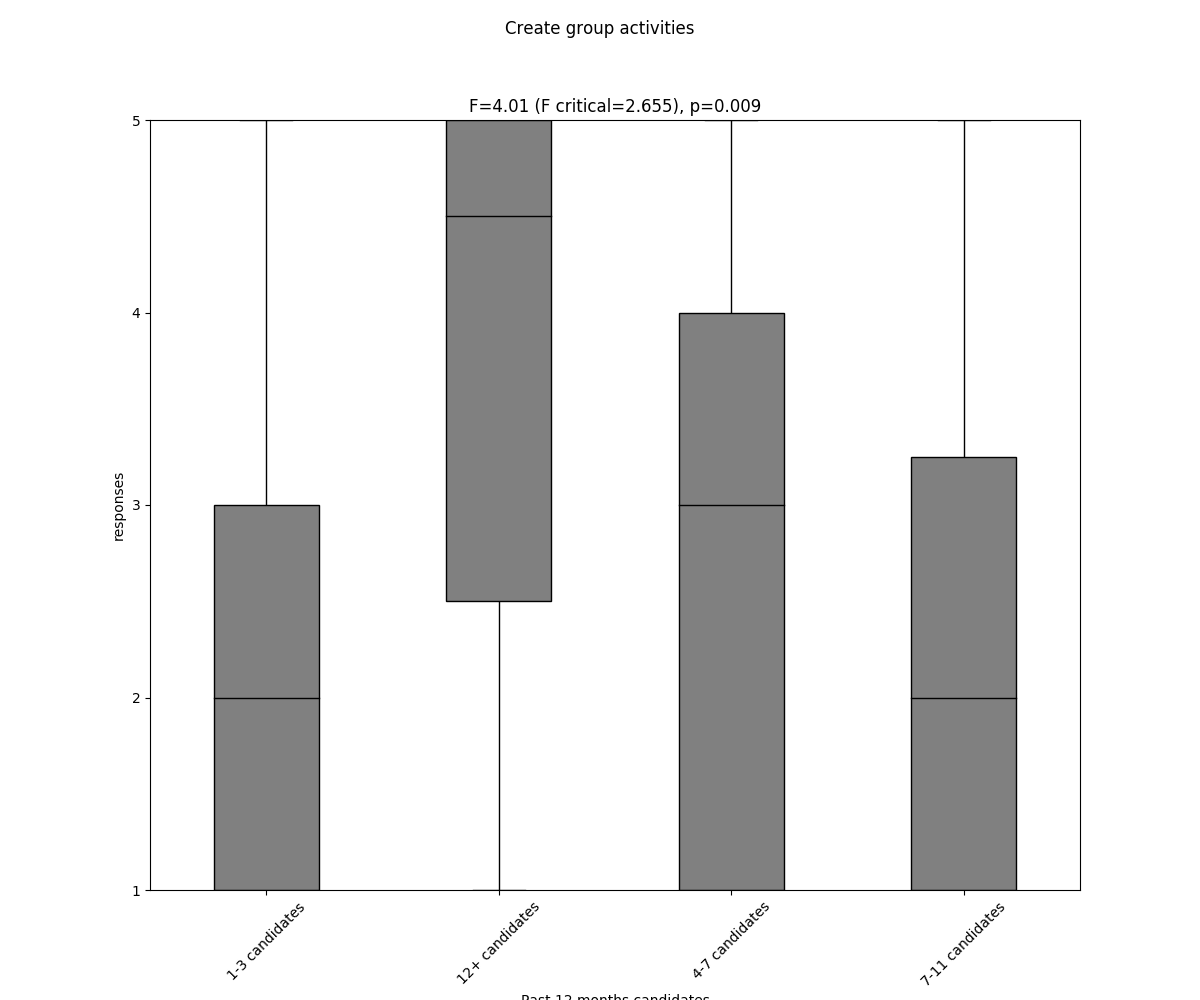 Create group activities
F=4.01 (F critical=2.655), p=0.009
5
4
3
2
1
responses
1-3 candidates
12+ candidates
4-7 candidates
7-11 candidates
Past 12 months candidates